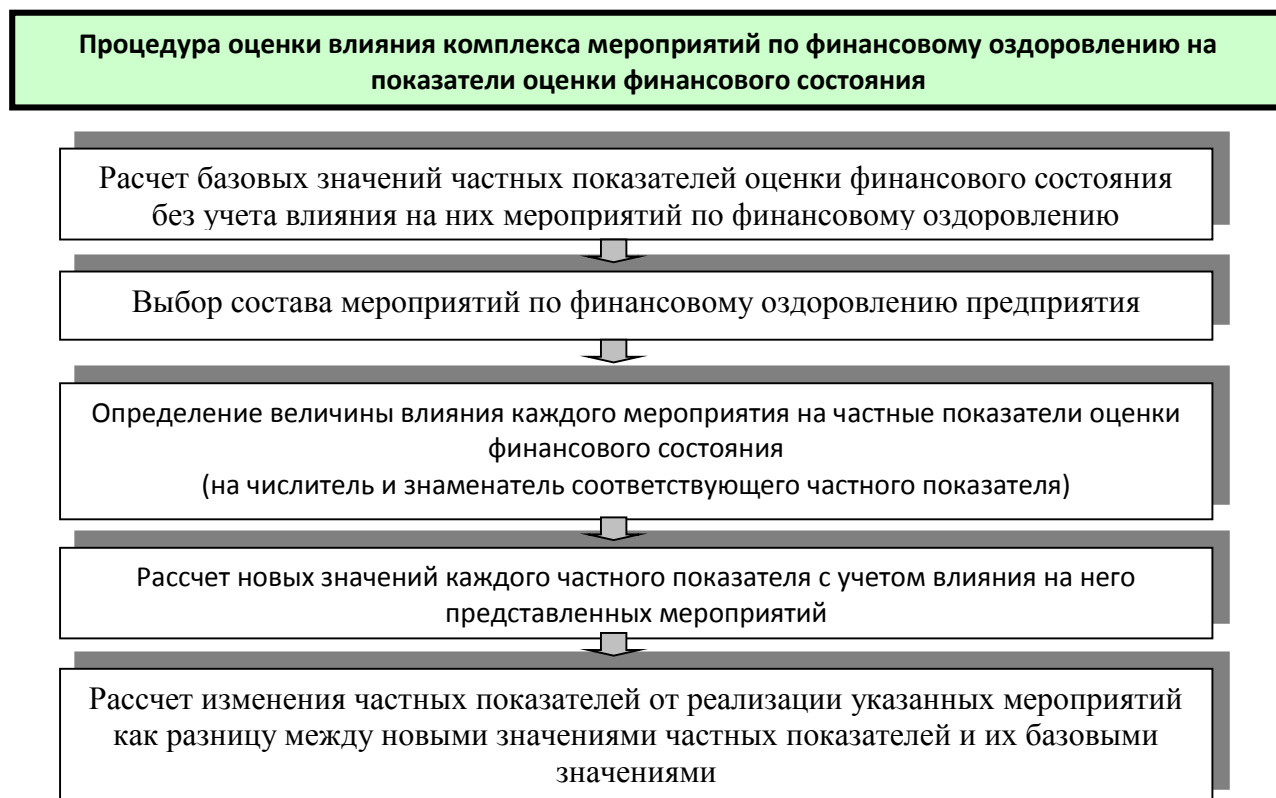 Процедура оценки влияния комплекса мероприятий по финансовому оздоровлению на
показатели оценки финансового состояния
Расчет базовых значений частных показателей оценки финансового состояния
без учета влияния на них мероприятий по финансовому оздоровлению
Выбор состава мероприятий по финансовому оздоровлению предприятия
Определение величины влияния каждого мероприятия на частные показатели оценки
финансового состояния
(на числитель и знаменатель соответствующего частного показателя)
Рассчет новых значений каждого частного показателя с учетом влияния на него
представленных мероприятий
Рассчет изменения частных показателей от реализации указанных мероприятий
как разницу между новыми значениями частных показателей и их базовыми
значениями